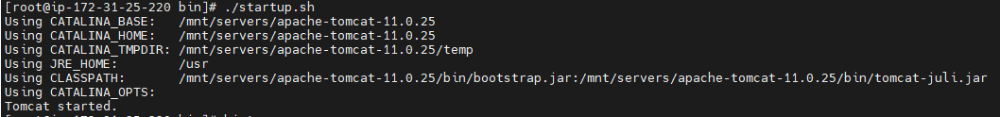 [root@ip-172-31-25-220 bin]# ./startup.sh
Using CATALINA_BASE:   /mnt/servers/apache-tomcat-11.0.25
Using CATALINA_HOME:   /mnt/servers/apache-tomcat-11.0.25
Using CATALINA_TMPDIR: /mnt/servers/apache-tomcat-11.0.25/temp
Using JRE_HOME:        /usr
Using CLASSPATH:       /mnt/servers/apache-tomcat-11.0.25/bin/bootstrap.jar:/mnt/servers/apache-tomcat-11.0.25/bin/tomcat-juli.jar
Using CATALINA_OPTS:
Tomcat started.